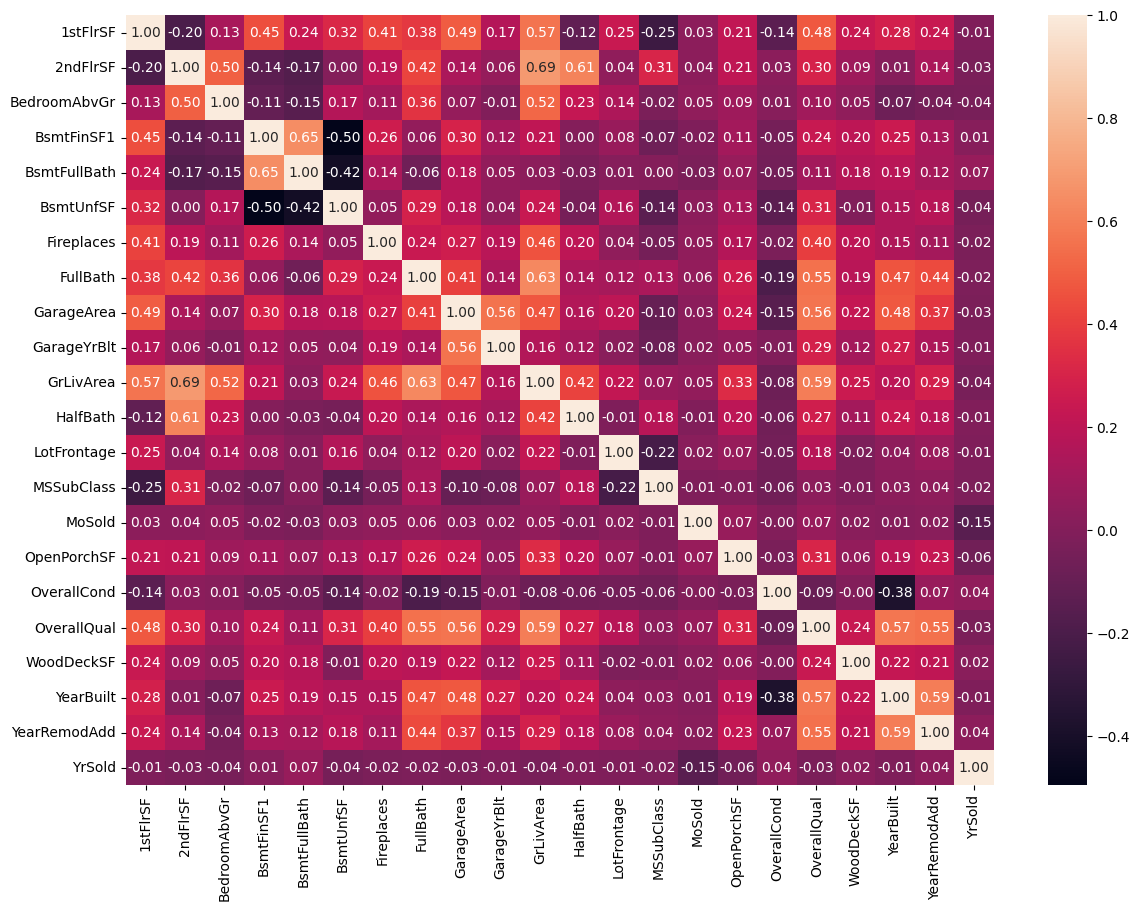 1stFlrSF 1.00 -0.20 0.13 0.45 0.24 0.32 0.41 0.38 0.49 0.17 0.57 -0.12 0.25 -0.25 0.03 0.21 -0.14 0.48 0.24 0.28 0.24 -0.01
2ndFlrSF -0.20 1.00 0.50 -0.14 -0.17 0.00 0.19 0.42 0.14 0.06 0.69 0.61 0.04 0.31 0.04 0.21 0.03 0.30 0.09 0.01 0.14 -0.03
BedroomAbvGr 0.13 0.50 1.00 -0.11 -0.15 0.17 0.11 0.36 0.07 -0.01 0.52 0.23 0.14 -0.02 0.05 0.09 0.01 0.10 0.05 -0.07 -0.04 -0.04
BsmtFinSF1 0.45 -0.14 -0.11 1.00 0.65 -0.50 0.26 0.06 0.30 0.12 0.21 0.00 0.08 -0.07 -0.02 0.11 -0.05 0.24 0.20 0.25 0.13 0.01
BsmtFullBath 0.24 -0.17 -0.15 0.65 1.00 -0.42 0.14 -0.06 0.18 0.05 0.03 -0.03 0.01 0.00 -0.03 0.07 -0.05 0.11 0.18 0.19 0.12 0.07
BsmtUnfSF 0.32 0.00 0.17 -0.50 -0.42 1.00 0.05 0.29 0.18 0.04 0.24 -0.04 0.16 -0.14 0.03 0.13 -0.14 0.31 -0.01 0.15 0.18 -0.04
Fireplaces 0.41 0.19 0.11 0.26 0.14 0.05 1.00 0.24 0.27 0.19 0.46 0.20 0.04 -0.05 0.05 0.17 -0.02 0.40 0.20 0.15 0.11 -0.02
FullBath 0.38 0.42 0.36 0.06 -0.06 0.29 0.24 1.00 0.41 0.14 0.63 0.14 0.12 0.13 0.06 0.26 -0.19 0.55 0.19 0.47 0.44 -0.02
GarageArea 0.49 0.14 0.07 0.30 0.18 0.18 0.27 0.41 1.00 0.56 0.47 0.16 0.20 -0.10 0.03 0.24 -0.15 0.56 0.22 0.48 0.37 -0.03
GarageYrBlt 0.17 0.06 -0.01 0.12 0.05 0.04 0.19 0.14 0.56 1.00 0.16 0.12 0.02 -0.08 0.02 0.05 -0.01 0.29 0.12 0.27 0.15 -0.01
GrLivArea 0.57 0.69 0.52 0.21 0.03 0.24 0.46 0.63 0.47 0.16 1.00 0.42 0.22 0.07 0.05 0.33 -0.08 0.59 0.25 0.20 0.29 -0.04
HalfBath -0.12 0.61 0.23 0.00 -0.03 -0.04 0.20 0.14 0.16 0.12 0.42 1.00 -0.01 0.18 -0.01 0.20 -0.06 0.27 0.11 0.24 0.18 -0.01
LotFrontage 0.25 0.04 0.14 0.08 0.01 0.16 0.04 0.12 0.20 0.02 0.22 -0.01 1.00 -0.22 0.02 0.07 -0.05 0.18 -0.02 0.04 0.08 -0.01
MSSubClass -0.25 0.31 -0.02 -0.07 0.00 -0.14 -0.05 0.13 -0.10 -0.08 0.07 0.18 -0.22 1.00 -0.01 -0.01 -0.06 0.03 -0.01 0.03 0.04 -0.02
MoSold 0.03 0.04 0.05 -0.02 -0.03 0.03 0.05 0.06 0.03 0.02 0.05 -0.01 0.02 -0.01 1.00 0.07 -0.00 0.07 0.02 0.01 0.02 -0.15
OpenPorchSF 0.21 0.21 0.09 0.11 0.07 0.13 0.17 0.26 0.24 0.05 0.33 0.20 0.07 -0.01 0.07 1.00 -0.03 0.31 0.06 0.19 0.23 -0.06
OverallCond -0.14 0.03 0.01 -0.05 -0.05 -0.14 -0.02 -0.19 -0.15 -0.01 -0.08 -0.06 -0.05 -0.06 -0.00 -0.03 1.00 -0.09 -0.00 -0.38 0.07 0.04
OverallQual 0.48 0.30 0.10 0.24 0.11 0.31 0.40 0.55 0.56 0.29 0.59 0.27 0.18 0.03 0.07 0.31 -0.09 1.00 0.24 0.57 0.55 -0.03
WoodDeckSF 0.24 0.09 0.05 0.20 0.18 -0.01 0.20 0.19 0.22 0.12 0.25 0.11 -0.02 -0.01 0.02 0.06 -0.00 0.24 1.00 0.22 0.21 0.02
YearBuilt 0.28 0.01 -0.07 0.25 0.19 0.15 0.15 0.47 0.48 0.27 0.20 0.24 0.04 0.03 0.01 0.19 -0.38 0.57 0.22 1.00 0.59 -0.01
YearRemodAdd 0.24 0.14 -0.04 0.13 0.12 0.18 0.11 0.44 0.37 0.15 0.29 0.18 0.08 0.04 0.02 0.23 0.07 0.55 0.21 0.59 1.00 0.04
YrSold -0.01 -0.03 -0.04 0.01 0.07 -0.04 -0.02 -0.02 -0.03 -0.01 -0.04 -0.01 -0.01 -0.02 -0.15 -0.06 0.04 -0.03 0.02 -0.01 0.04 1.00
1stFlrSF
2ndFlrSF
BedroomAbvGr
BsmtFinSF1
BsmtFullBath
BsmtUnfSF
Fireplaces
FullBath
GarageArea
GarageYrBlt
GrLivArea
HalfBath
LotFrontage
MSSubClass
MoSold
OpenPorchSF
OverallCond
OverallQual
WoodDeckSF
YearBuilt
YearRemodAdd
YrSold
1.0
0.8
0.6
0.4
0.2
0.0
−0.2
−0.4